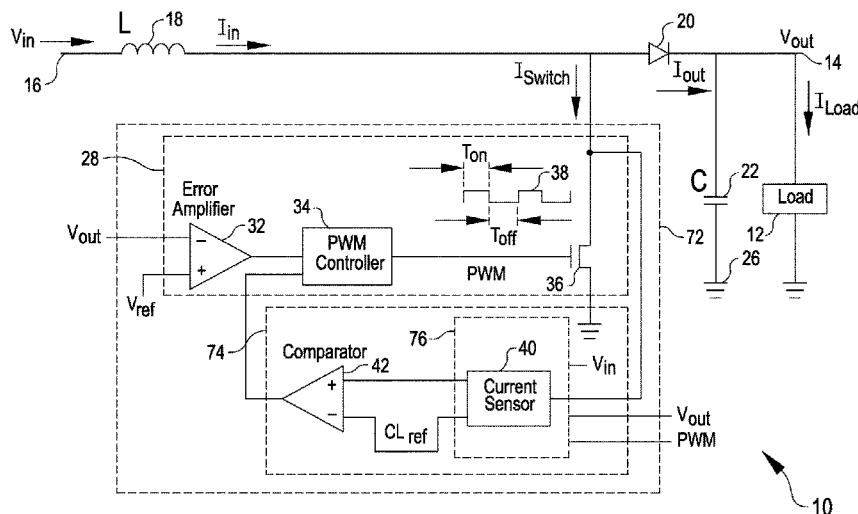 L
18
20
Vin
Iin
Vout
16
14
ISwitch
Iout
ILoad
28
Ton
38
22
Error
Amplifier
34
C
Load
32
Vout
PWM
Controller
Toff
12
72
26
PWM
36
Vref
74
76
Comparator
40
42
Vin
Current
Sensor
Vout
CL ref
PWM
10